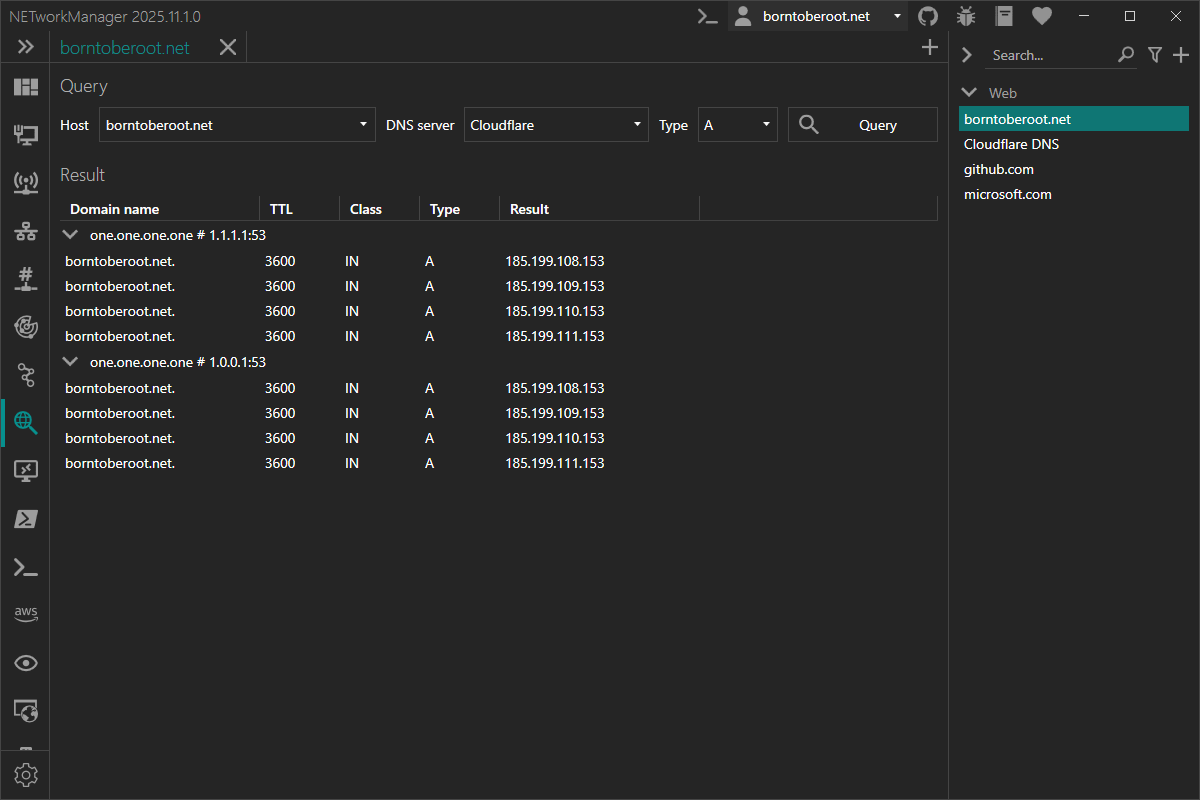 NETworkManager 2025.11.1.0
borntoberoot.net
borntoberoot.net
Search...
Query
Host borntoberoot.net DNS server Cloudflare Type A Query
Result
Domain name TTL Class Type Result
one.one.one.one # 1.1.1.1:53
borntoberoot.net. 3600 IN A 185.199.108.153
borntoberoot.net. 3600 IN A 185.199.109.153
borntoberoot.net. 3600 IN A 185.199.110.153
borntoberoot.net. 3600 IN A 185.199.111.153
one.one.one.one # 1.0.0.1:53
borntoberoot.net. 3600 IN A 185.199.108.153
borntoberoot.net. 3600 IN A 185.199.109.153
borntoberoot.net. 3600 IN A 185.199.110.153
borntoberoot.net. 3600 IN A 185.199.111.153
Web
borntoberoot.net
Cloudflare DNS
github.com
microsoft.com
aws